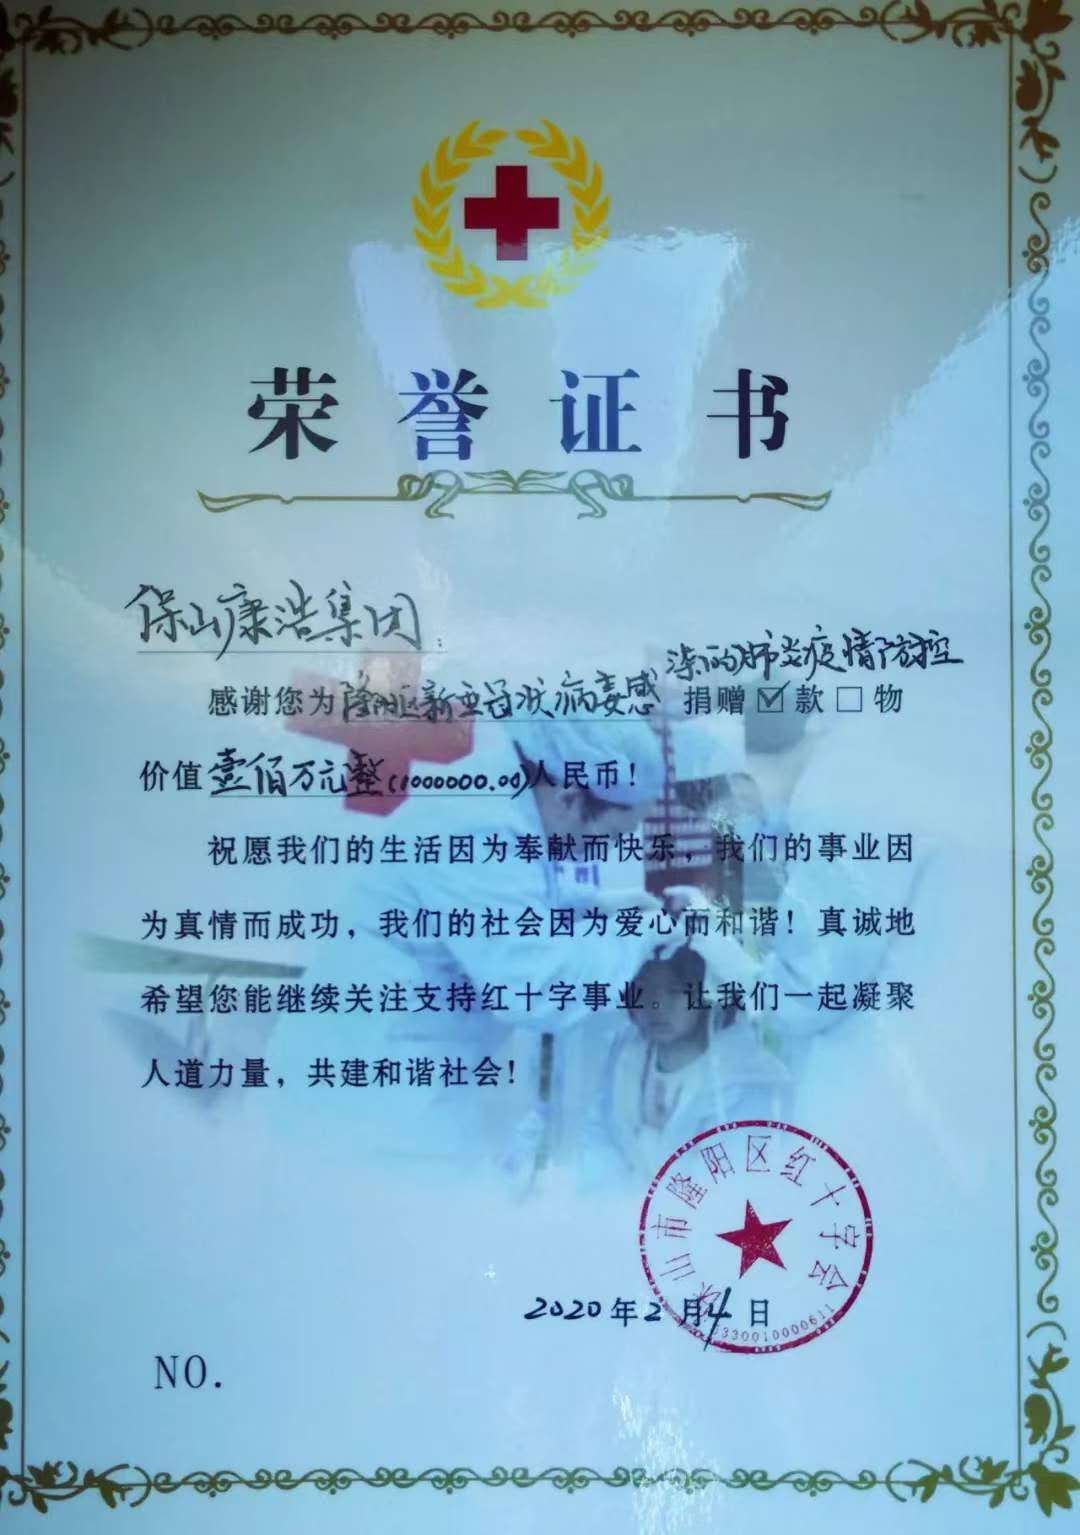 荣誉证书
保山康浩集团：
感谢您为隆阳区新型冠状病毒感染的肺炎疫情防控捐赠☑款□物
价值壹佰万元整(1000000.00)人民币！
祝愿我们的生活因为奉献而快乐，我们的事业因
为真情而成功，我们的社会因为爱心而和谐！真诚地
希望您能继续关注支持红十字事业。让我们一起凝聚
人道力量，共建和谐社会！
保山市隆阳区红十字会
2020年2月4日
5330010000611
NO.